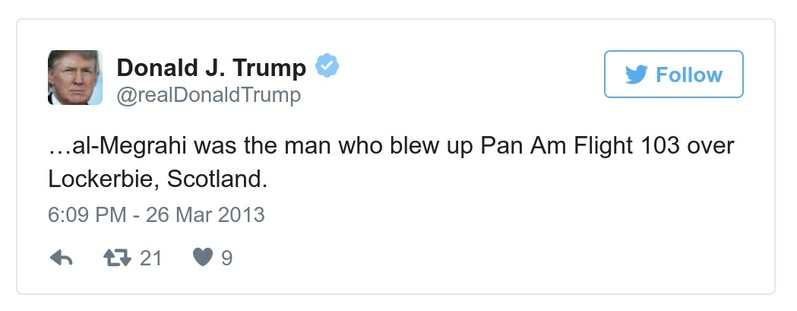 Donald J. Trump
@realDonaldTrump
Follow
…al-Megrahi was the man who blew up Pan Am Flight 103 over
Lockerbie, Scotland.
6:09 PM - 26 Mar 2013
21 9